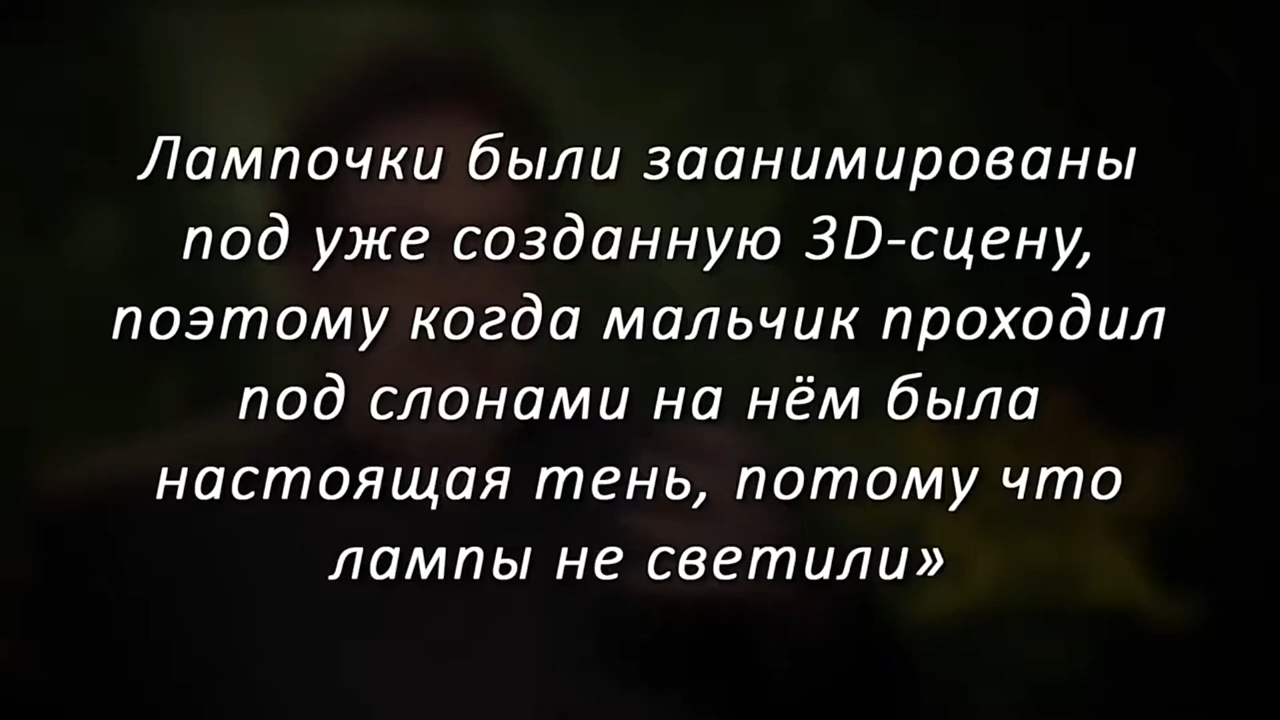 Лампочки были заанимированы
под уже созданную 3D-сцену,
поэтому когда мальчик проходил
под слонами на нём была
настоящая тень, потому что
лампы не светили»